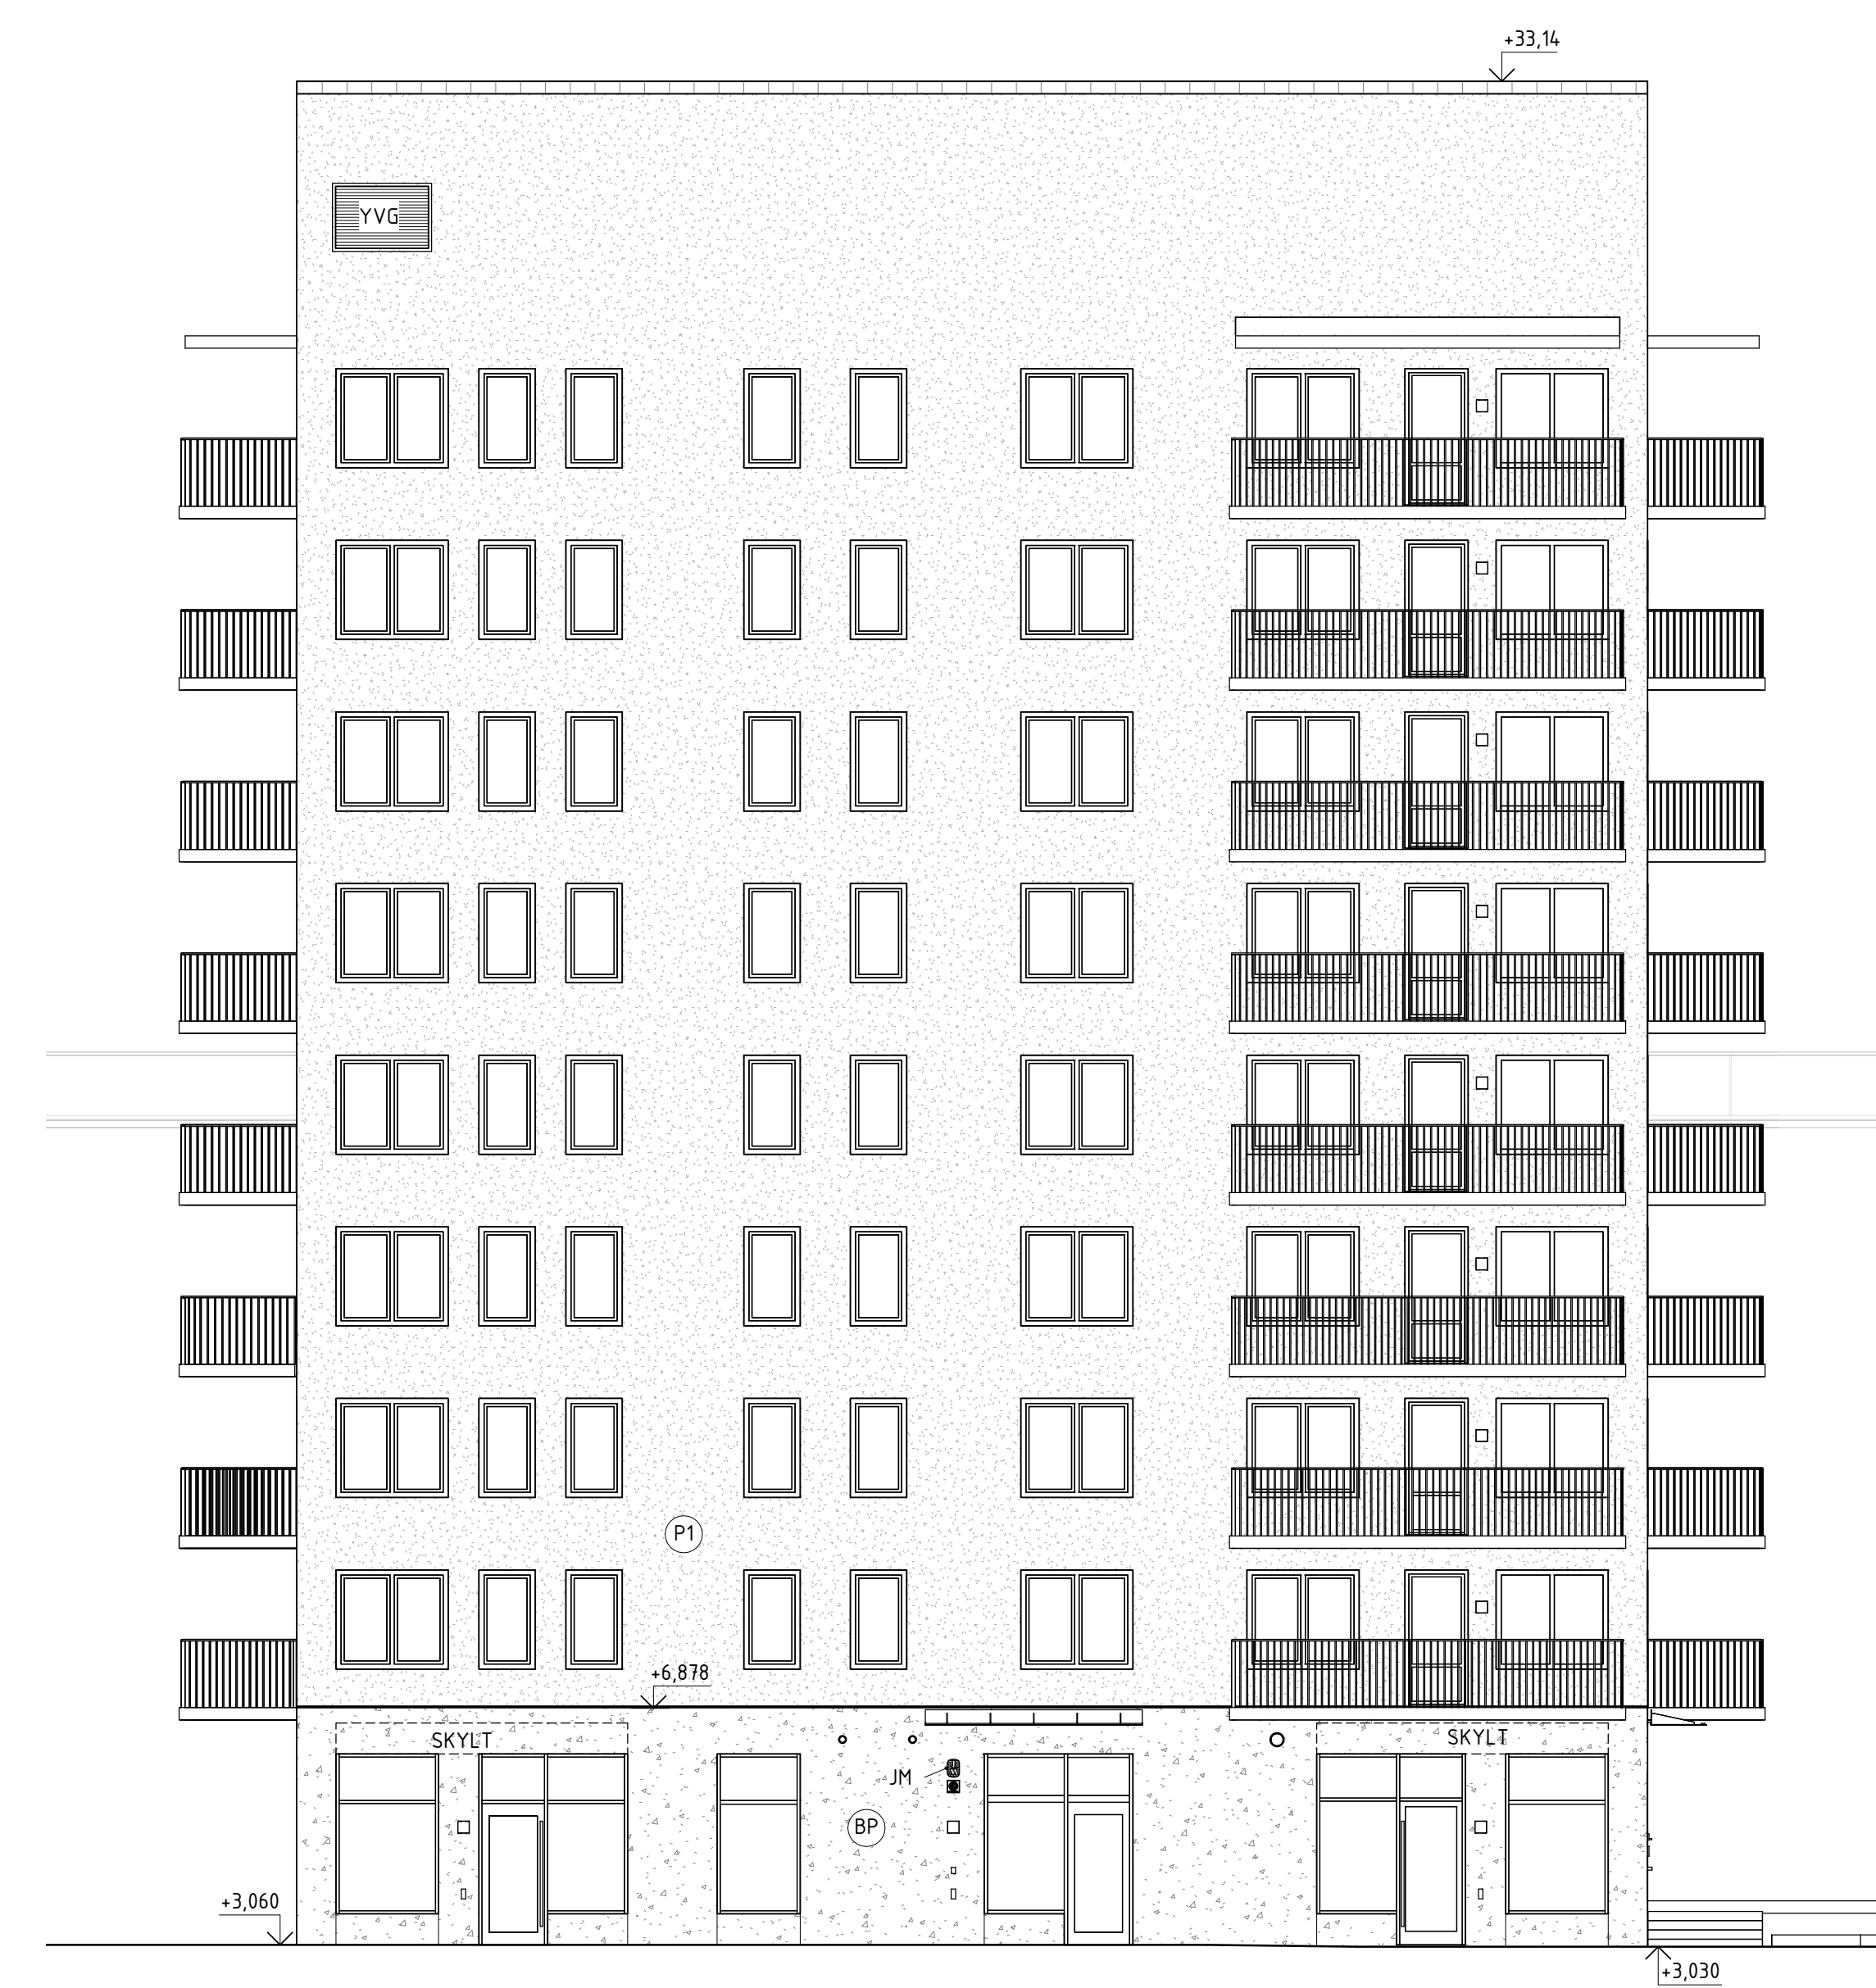 +33,14
YVG
P1
+6,878
SKYLT
SKYLT
JM
BP
+3,060
+3,030